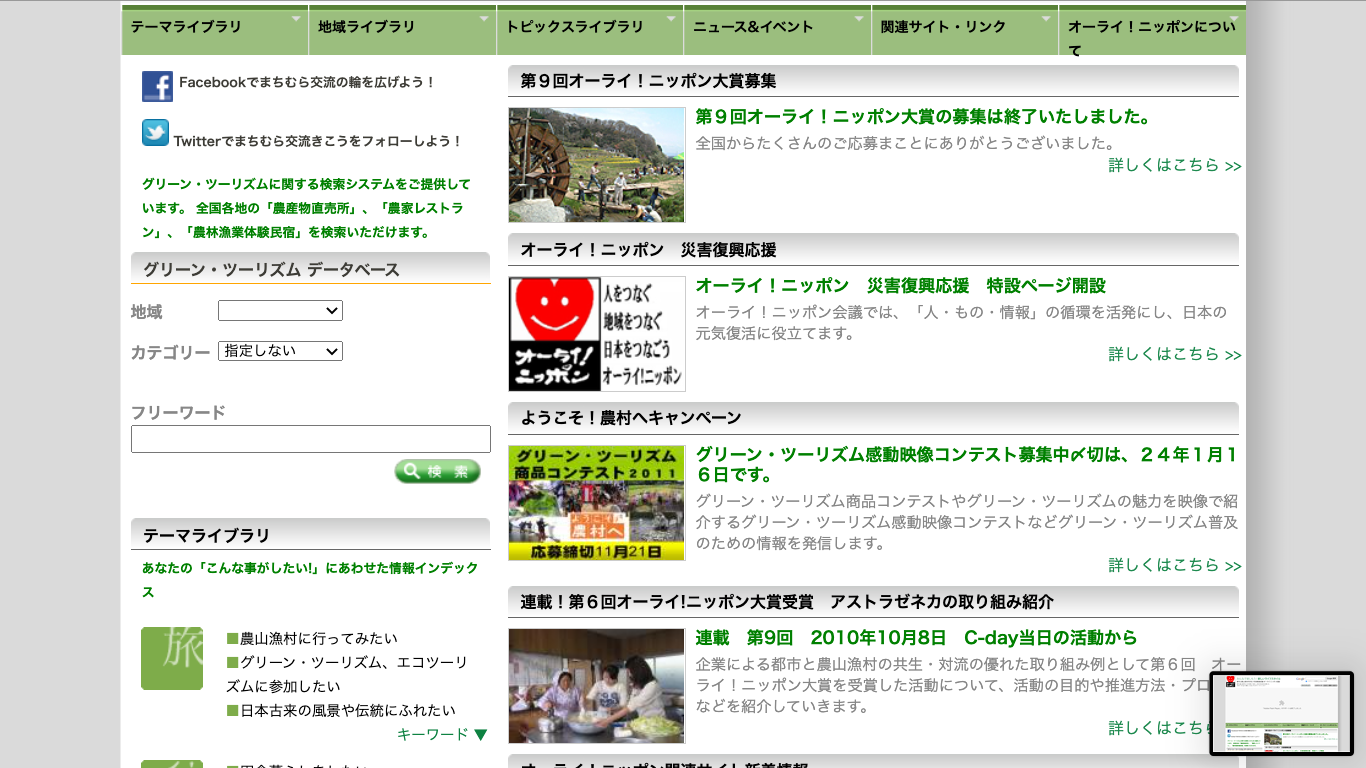 テーマライブラリ
地域ライブラリ
トピックスライブラリ
ニュース&イベント
関連サイト・リンク
オーライ！ニッポンについ
て
Facebookでまちむら交流の輪を広げよう！
Twitterでまちむら交流きこうをフォローしよう！
グリーン・ツーリズムに関する検索システムをご提供して
います。 全国各地の「農産物直売所」、「農家レストラ
ン」、「農林漁業体験民宿」を検索いただけます。
グリーン・ツーリズム データベース
地域
カテゴリー 指定しない
フリーワード
検 索
テーマライブラリ
あなたの「こんな事がしたい!」にあわせた情報インデック
ス
旅
■農山漁村に行ってみたい
■グリーン・ツーリズム、エコツーリ
ズムに参加したい
■日本古来の風景や伝統にふれたい
キーワード ▼
第９回オーライ！ニッポン大賞募集
第９回オーライ！ニッポン大賞の募集は終了いたしました。
全国からたくさんのご応募まことにありがとうございました。
詳しくはこちら >>
オーライ！ニッポン　災害復興応援
人をつなぐ
地域をつなぐ
日本をつなごう
オーライ!ニッポン
オーライ!
ニッポン
オーライ！ニッポン　災害復興応援　特設ページ開設
オーライ！ニッポン会議では、「人・もの・情報」の循環を活発にし、日本の
元気復活に役立てます。
詳しくはこちら >>
ようこそ！農村へキャンペーン
グリーン・ツーリズム
商品コンテスト２０１１
ようこそ
農村へ
応募締切11月21日
グリーン・ツーリズム感動映像コンテスト募集中〆切は、２４年１月１
６日です。
グリーン・ツーリズム商品コンテストやグリーン・ツーリズムの魅力を映像で紹
介するグリーン・ツーリズム感動映像コンテストなどグリーン・ツーリズム普及
のための情報を発信します。
詳しくはこちら >>
連載！第６回オーライ!ニッポン大賞受賞　アストラゼネカの取り組み紹介
連載　第9回　2010年10月8日　C-day当日の活動から
企業による都市と農山漁村の共生・対流の優れた取り組み例として第６回　オー
ライ！ニッポン大賞を受賞した活動について、活動の目的や推進方法・プロ
などを紹介していきます。
詳しくはこち